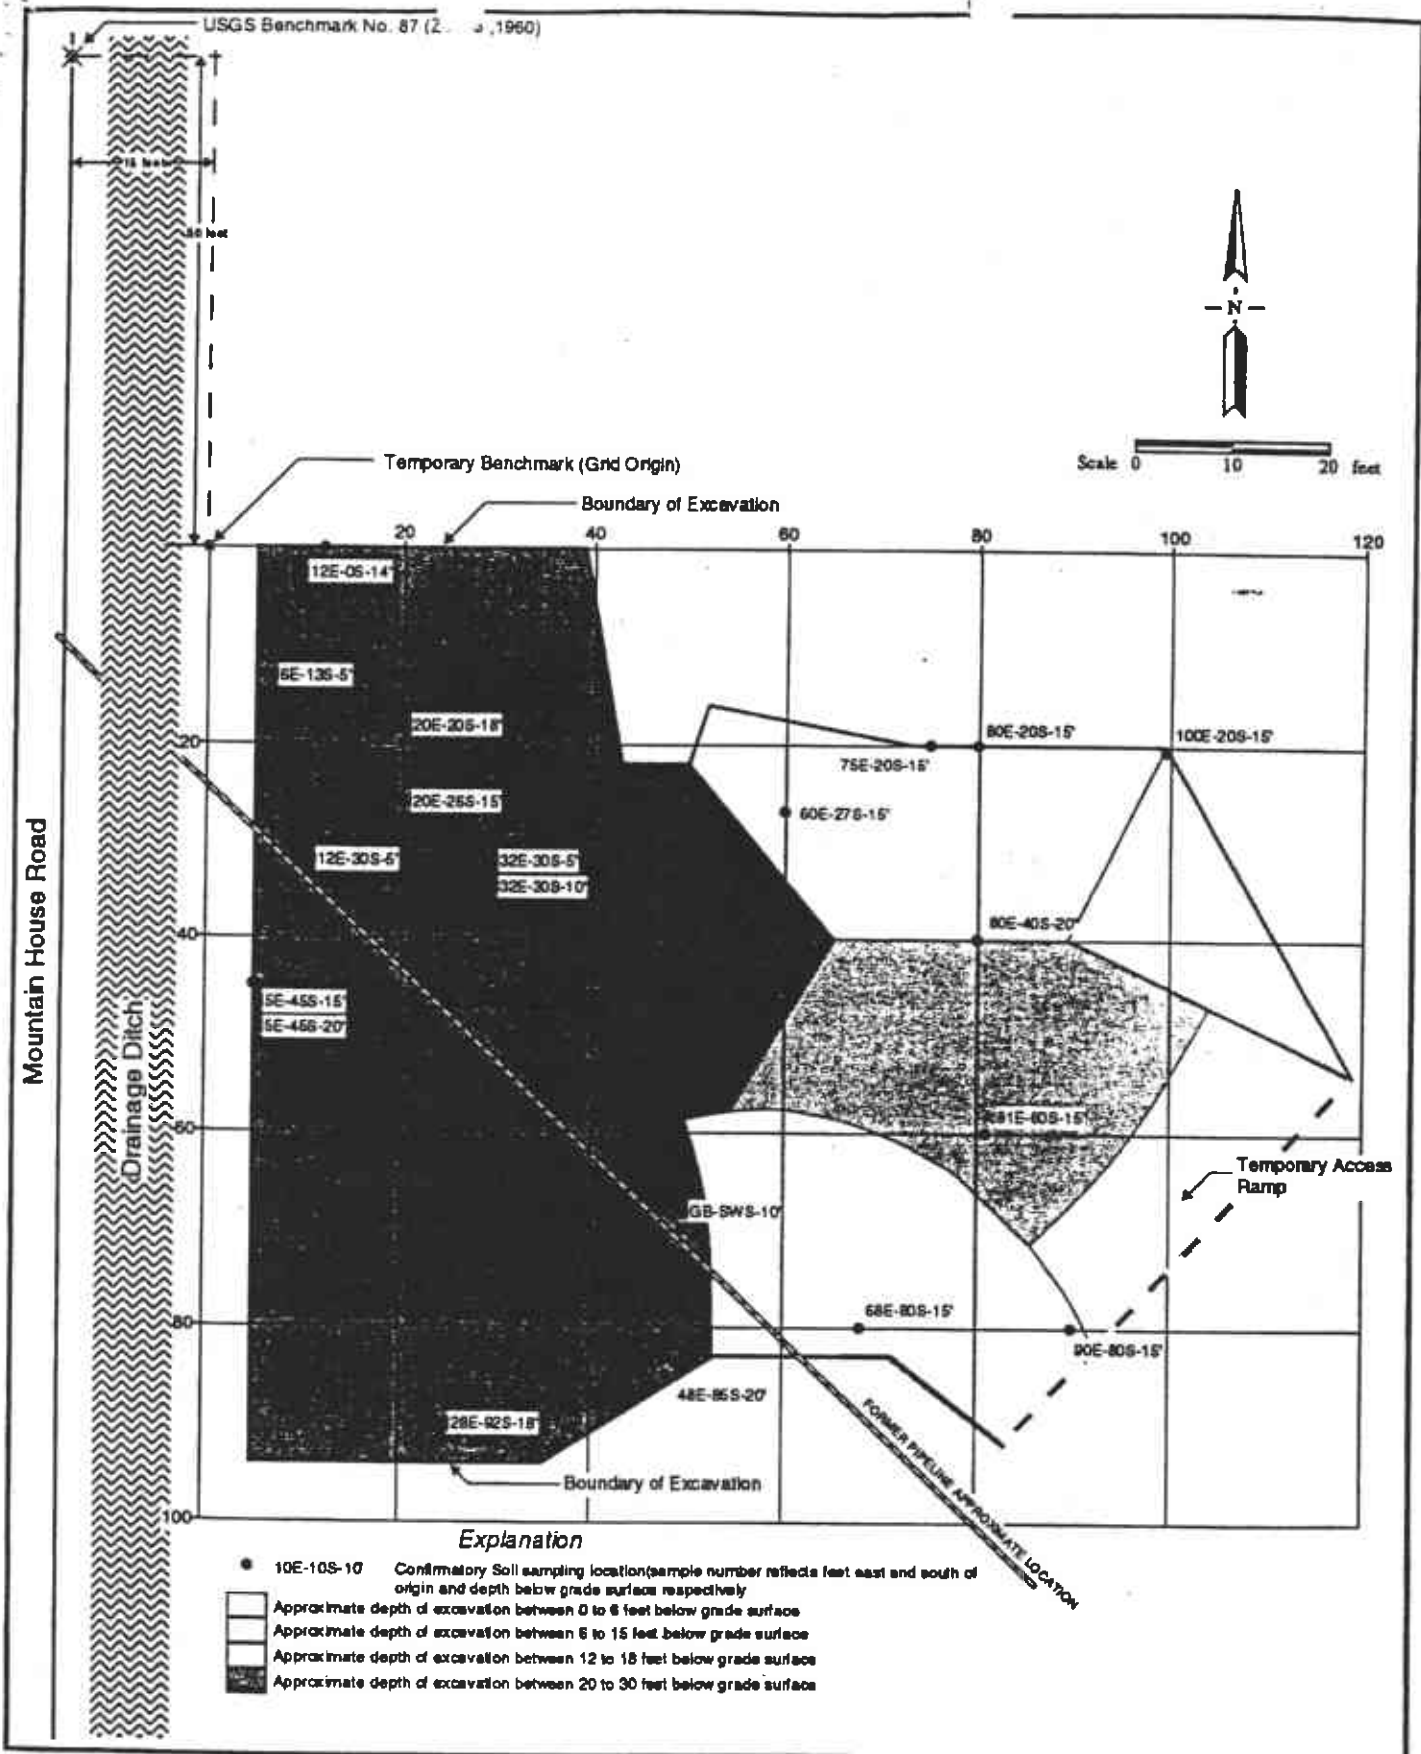 USGS Benchmark No. 87 (2 ,1960)
15 feet
50 feet
N
Scale 0 10 20 feet
Temporary Benchmark (Grid Origin)
Boundary of Excavation
20 40 60 80 100 120
12E-0S-14'
6E-13S-5'
20E-20S-18'
20
80E-20S-15'
100E-20S-15'
75E-20S-15'
20E-26S-15'
60E-27S-15'
12E-30S-5'
32E-30S-5'
32E-30S-10'
Mountain House Road
40
80E-40S-20'
5E-45S-15'
5E-45S-20'
Drainage Ditch
60
81E-60S-15'
Temporary Access
Ramp
GB-SWS-10'
80
68E-80S-15'
90E-80S-15'
48E-85S-20'
28E-92S-18'
FORMER PIPELINE APPROXIMATE LOCATION
Boundary of Excavation
100
Explanation
10E-10S-10' Confirmatory Soil sampling location(sample number reflects feet east and south of
origin and depth below grade surface respectively
Approximate depth of excavation between 0 to 6 feet below grade surface
Approximate depth of excavation between 6 to 15 feet below grade surface
Approximate depth of excavation between 12 to 18 feet below grade surface
Approximate depth of excavation between 20 to 30 feet below grade surface